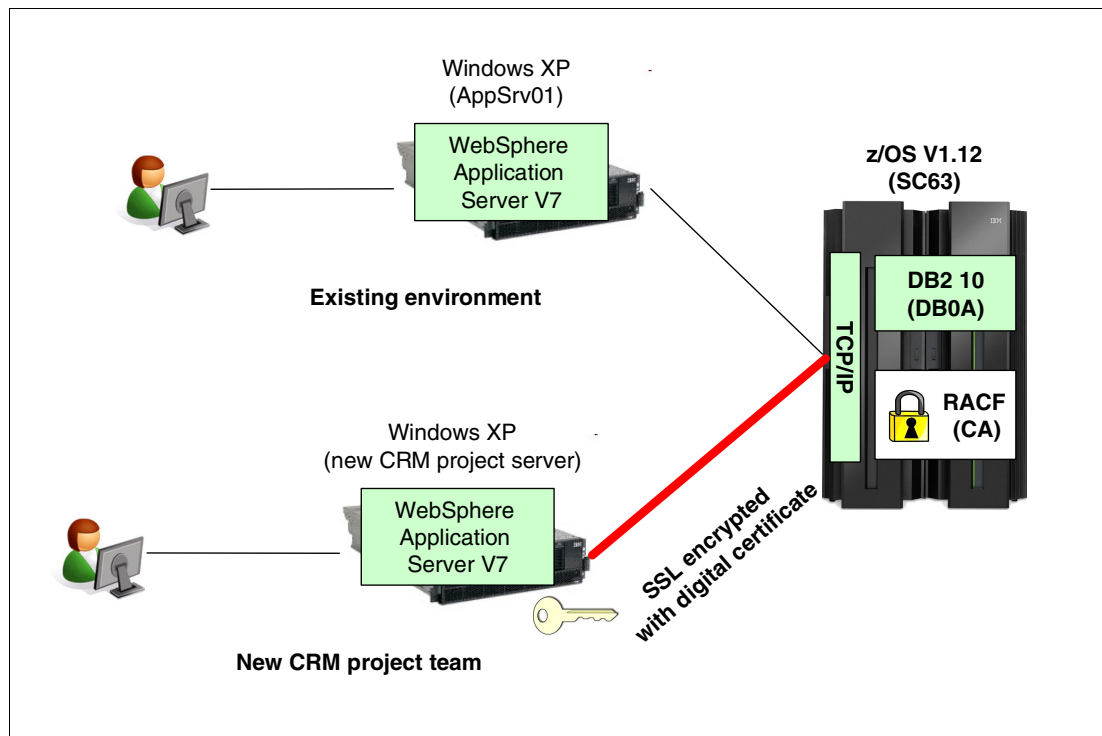 Windows XP
(AppSrv01)
WebSphere
Application
Server V7
Existing environment
z/OS V1.12
(SC63)
IBM
TCP/IP
DB2 10
(DB0A)
RACF
(CA)
Windows XP
(new CRM project server)
WebSphere
Application
Server V7
SSL encrypted
with digital certificate
New CRM project team